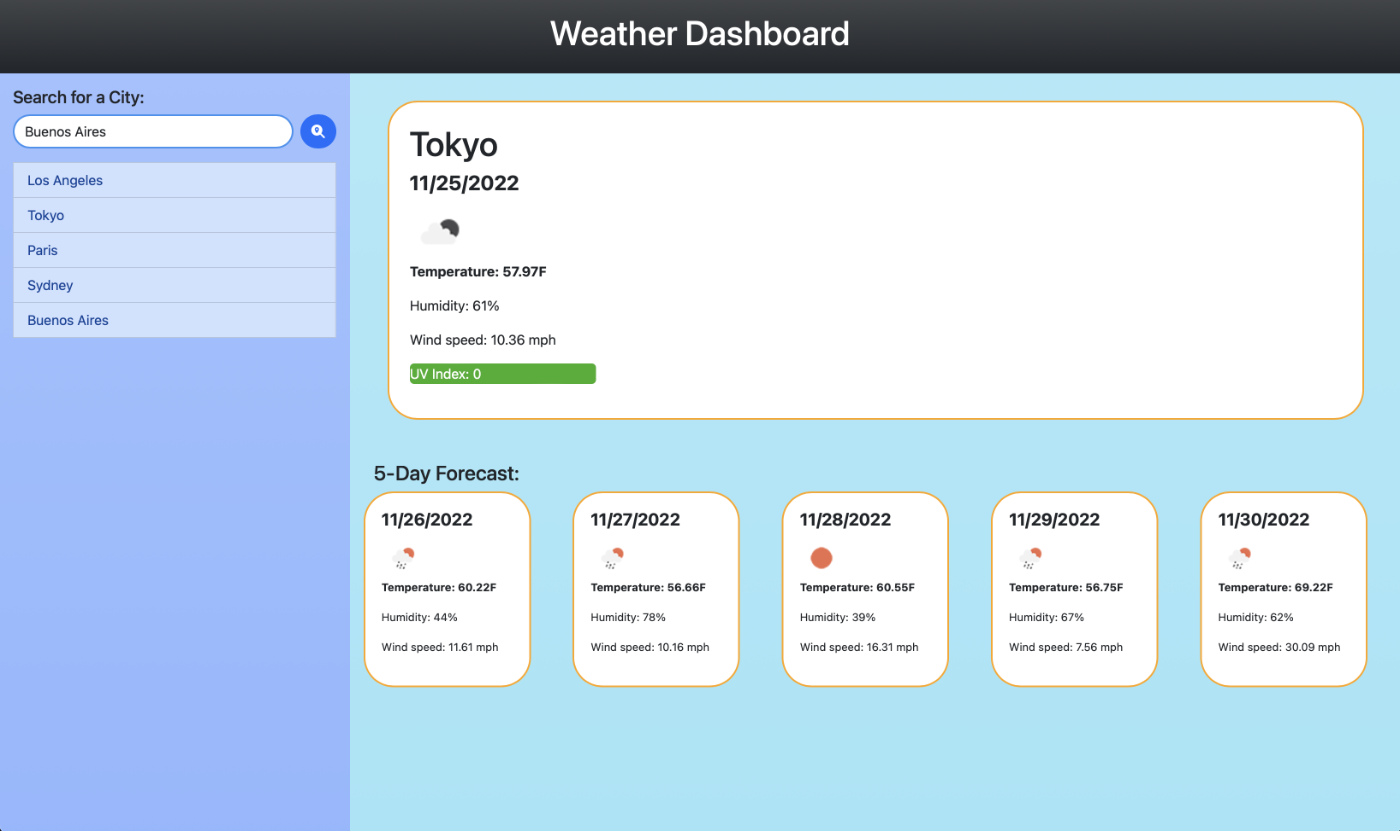 Weather Dashboard
Search for a City:
Buenos Aires
Los Angeles
Tokyo
Paris
Sydney
Buenos Aires
Tokyo
11/25/2022
Temperature: 57.97F
Humidity: 61%
Wind speed: 10.36 mph
UV Index: 0
5-Day Forecast:
11/26/2022
Temperature: 60.22F
Humidity: 44%
Wind speed: 11.61 mph
11/27/2022
Temperature: 56.66F
Humidity: 78%
Wind speed: 10.16 mph
11/28/2022
Temperature: 60.55F
Humidity: 39%
Wind speed: 16.31 mph
11/29/2022
Temperature: 56.75F
Humidity: 67%
Wind speed: 7.56 mph
11/30/2022
Temperature: 69.22F
Humidity: 62%
Wind speed: 30.09 mph